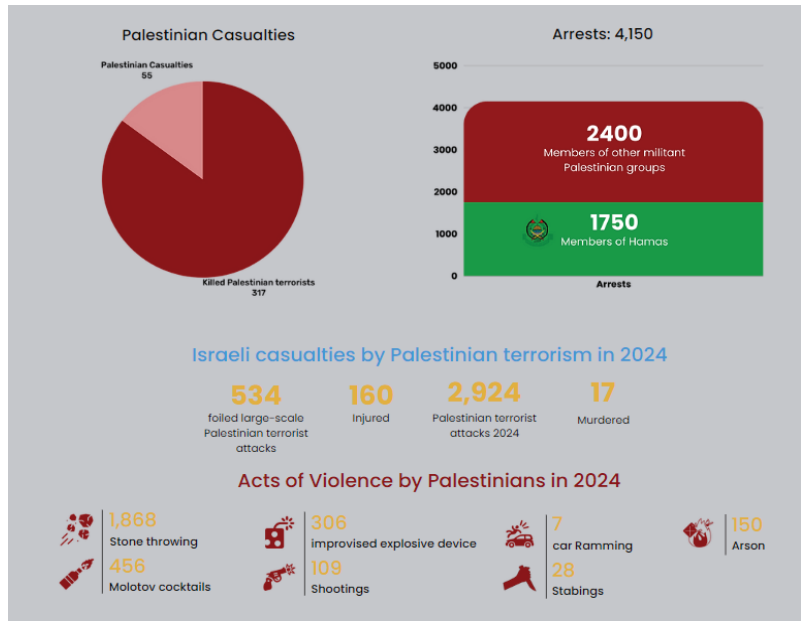 Palestinian Casualties
Palestinian Casualties
55
Killed Palestinian terrorists
317
Arrests: 4,150
5000
4000
3000
2000
1000
0
2400
Members of other militant
Palestinian groups
1750
Members of Hamas
Arrests
Israeli casualties by Palestinian terrorism in 2024
534
foiled large-scale
Palestinian terrorist
attacks
160
Injured
2,924
Palestinian terrorist
attacks 2024
17
Murdered
Acts of Violence by Palestinians in 2024
1,868
Stone throwing
456
Molotov cocktails
306
improvised explosive device
109
Shootings
7
car Ramming
28
Stabings
150
Arson